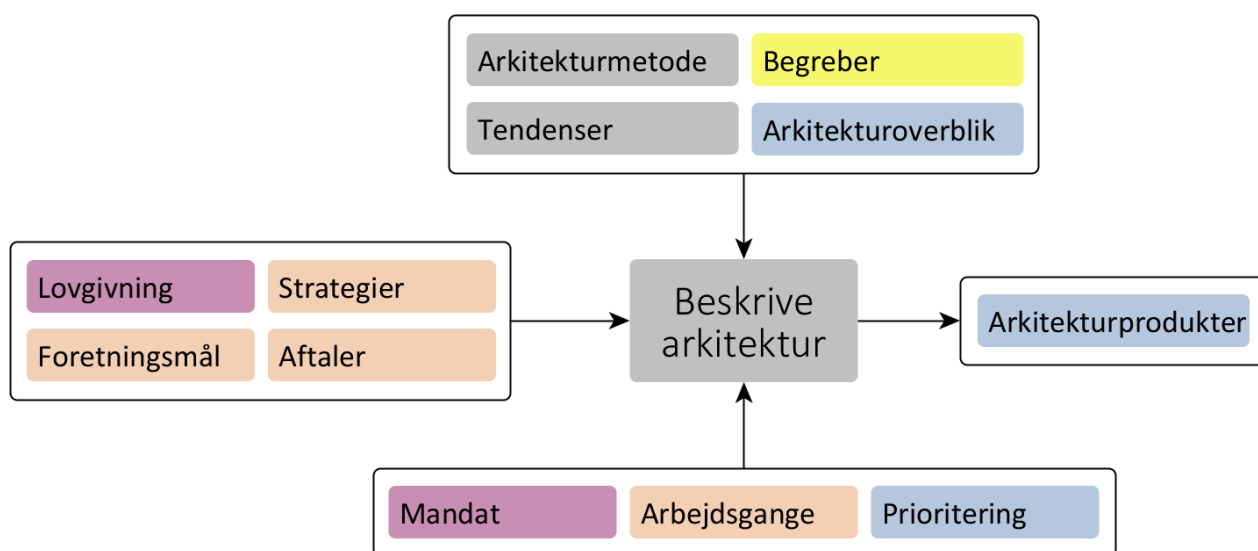 Arkitekturmetode
Begreber
Tendenser
Arkitekturoverblik
Lovgivning
Strategier
Foretningsmål
Aftaler
Beskrive
arkitektur
Arkitekturprodukter
Mandat
Arbejdsgange
Prioritering